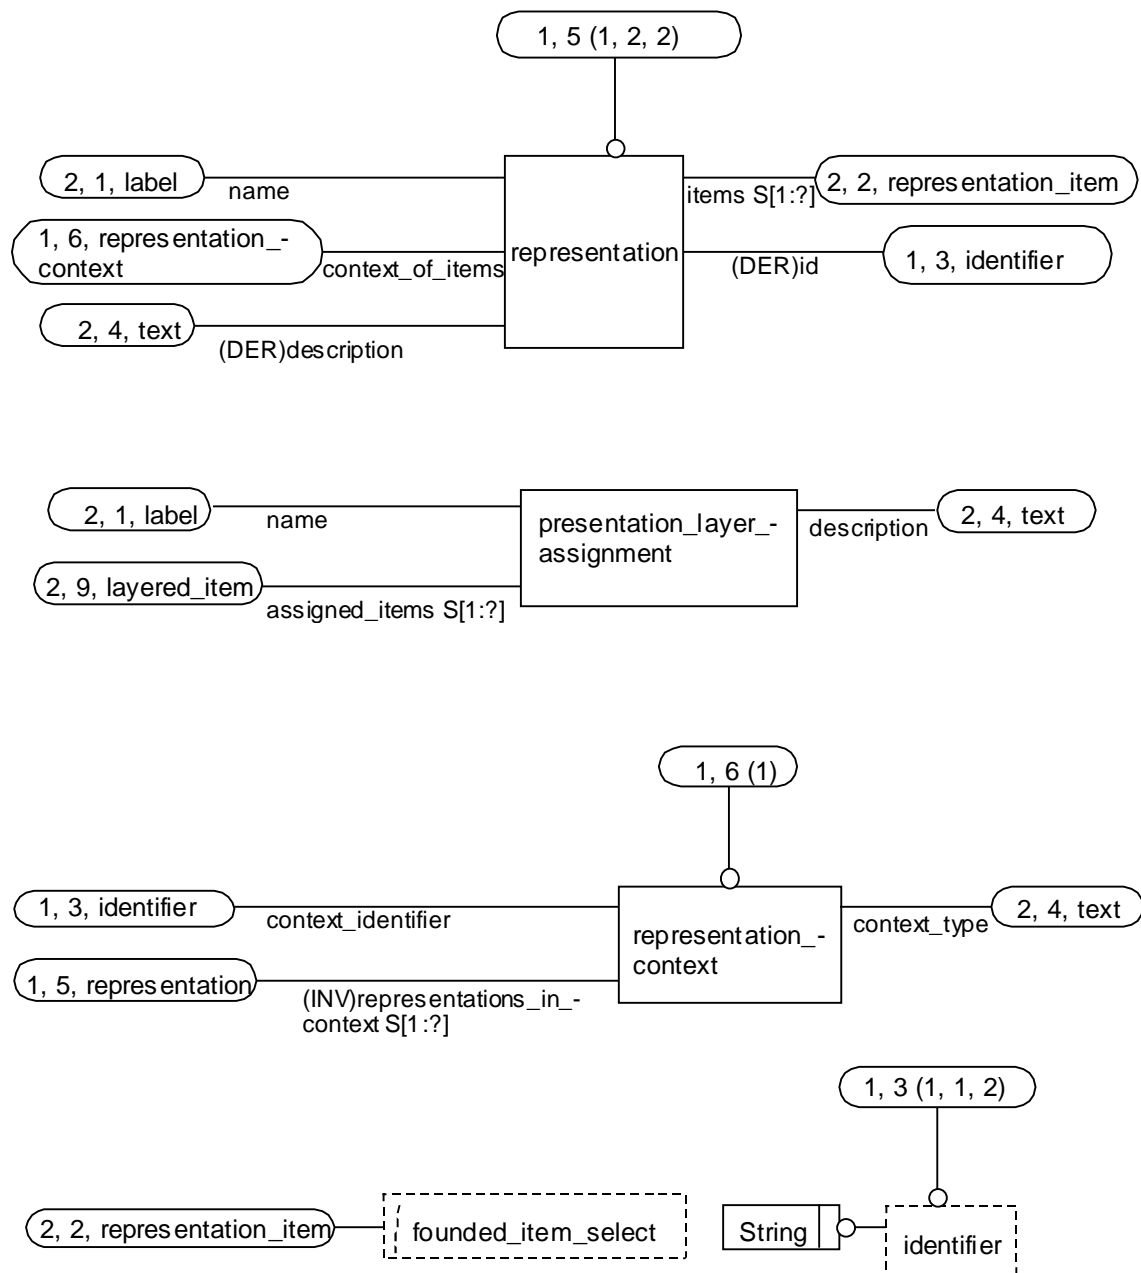 1, 5 (1, 2, 2)
2, 1, label
name
items S[1:?]
2, 2, representation_item
1, 6, representation_-
context
context_of_items
representation
(DER)id
1, 3, identifier
2, 4, text
(DER)description
2, 1, label
name
presentation_layer_-
assignment
description
2, 4, text
2, 9, layered_item
assigned_items S[1:?]
1, 6 (1)
1, 3, identifier
context_identifier
representation_-
context
context_type
2, 4, text
1, 5, representation
(INV)representations_in_-
context S[1:?]
1, 3 (1, 1, 2)
2, 2, representation_item
founded_item_select
String
identifier